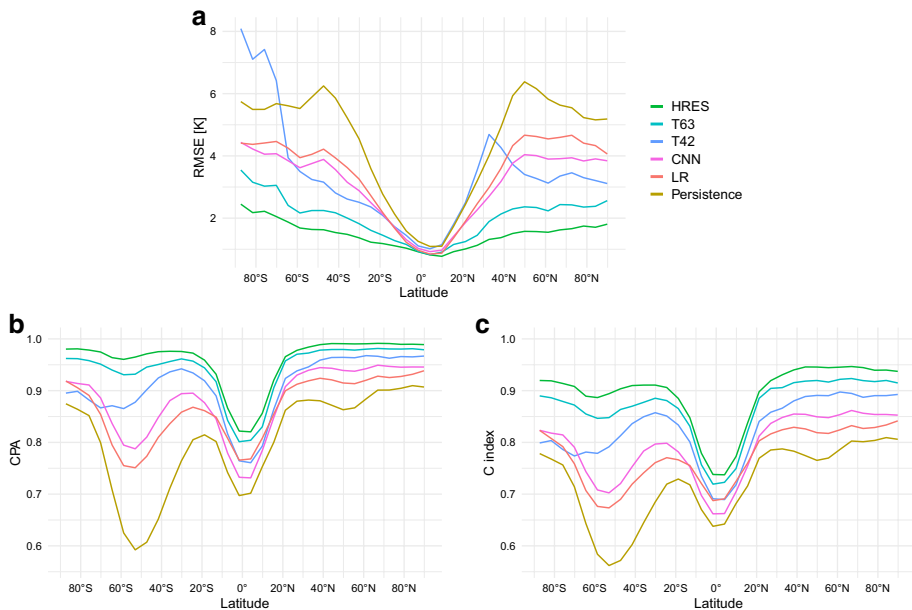 a
8
6
4
2
RMSE [K]
80°S 60°S 40°S 20°S 0° 20°N 40°N 60°N 80°N
Latitude
HRES
T63
T42
CNN
LR
Persistence
b
1.0
0.9
0.8
0.7
0.6
CPA
80°S 60°S 40°S 20°S 0° 20°N 40°N 60°N 80°N
Latitude
c
1.0
0.9
0.8
0.7
0.6
C index
80°S 60°S 40°S 20°S 0° 20°N 40°N 60°N 80°N
Latitude